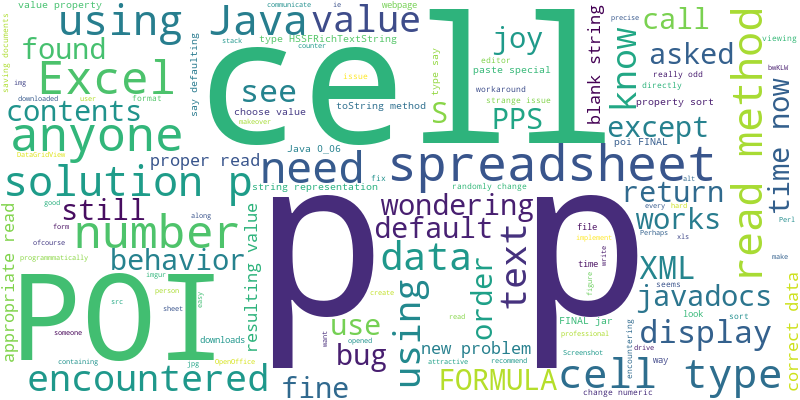 using
Java
value
cell
joy
call
blank string
viewing
value property
say defaulting
stack
communicate
ie
webpage
type HSSFRichTextString
counter
editor
type say
precise
found
Excel
see
toString method
paste special
workaround
asked
know
really odd
directly
bwKLW
read method
saving documents
img
downloaded
user
format
issue
strange issue
property sort
contents
choose value
makeover
S
PPS
except
anyone
Java 0_06
poi FINAL
DataGridView
proper read
need
spreadsheet
time now
solution
p
string representation
randomly change
fix
return
good
text
still
wondering
file
every
hard
alt
form
along
default
implement
works
Perhaps
Perl
number
ofcourse
data
p
p
time
write
xls
behavior
programmatically
order
XML
make
appropriate read
imgur
resulting value
using
create
figure
seems
POI
person
src
sheet
easy
read
javadocs
look
sort
someone
downloads
use
FINAL jar
professional
display
encountered
JPG
want
opened
bug
new problem
encountering
drive
way
containing
OpenOffice
attractive
recommend
Screenshot
cell
type
correct data
fine
FORMULA
change numeric